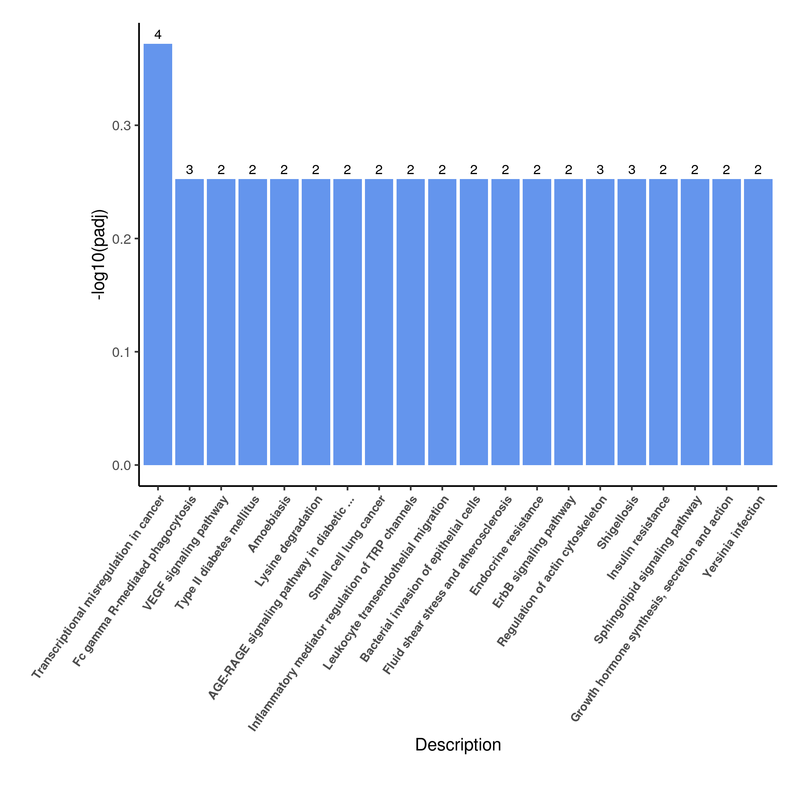 4
3 2 2 2 2 2 2 2 2 2 2 2 2 3 3 2 2 2 2
0.3
0.2
0.1
0.0
-log10(padj)
Transcriptional misregulation in cancer
Fc gamma R-mediated phagocytosis
VEGF signaling pathway
Type II diabetes mellitus
Amoebiasis
Lysine degradation
AGE-RAGE signaling pathway in diabetic ...
Small cell lung cancer
Inflammatory mediator regulation of TRP channels
Leukocyte transendothelial migration
Bacterial invasion of epithelial cells
Fluid shear stress and atherosclerosis
Endocrine resistance
ErbB signaling pathway
Regulation of actin cytoskeleton
Shigellosis
Insulin resistance
Sphingolipid signaling pathway
Growth hormone synthesis, secretion and action
Yersinia infection
Description